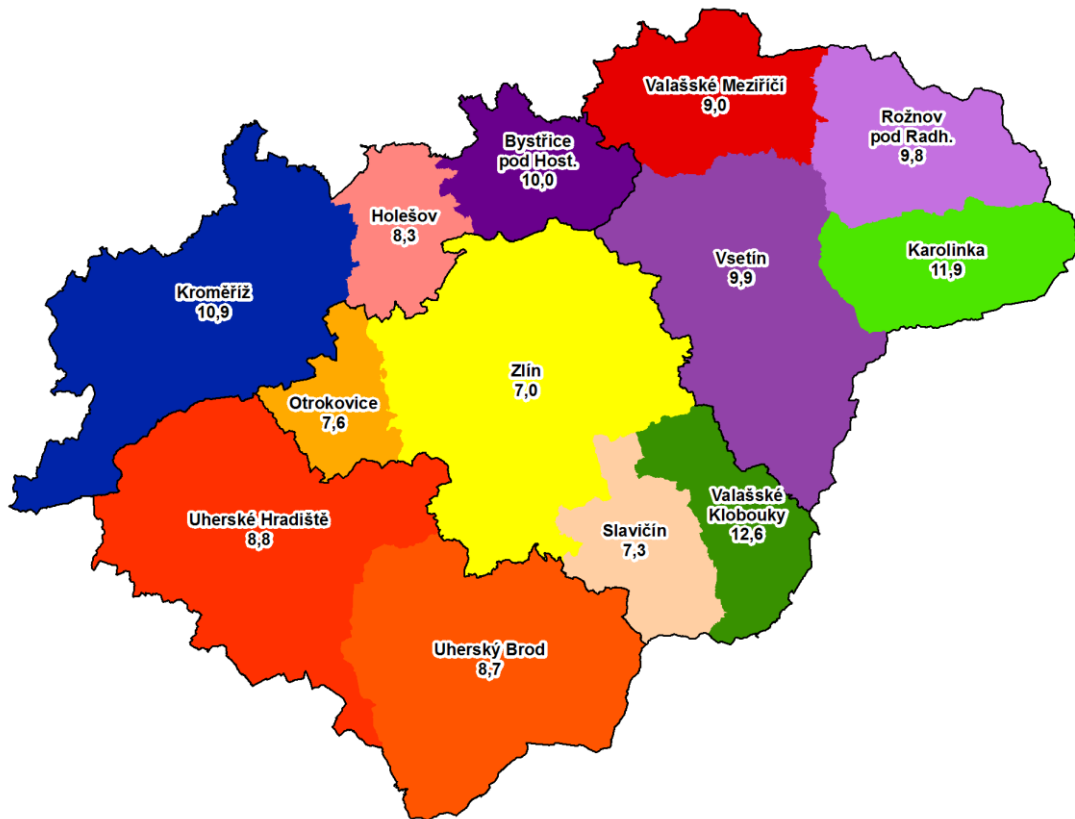 Valašské Meziříčí
9,0
Rožnov
pod Radh.
9,8
Bystřice
pod Host.
10,0
Holešov
8,3
Vsetín
9,9
Karolinka
11,9
Kroměříž
10,9
Zlín
7,0
Otrokovice
7,6
Valašské
Klobouky
12,6
Uherské Hradiště
8,8
Slavičín
7,3
Uherský Brod
8,7